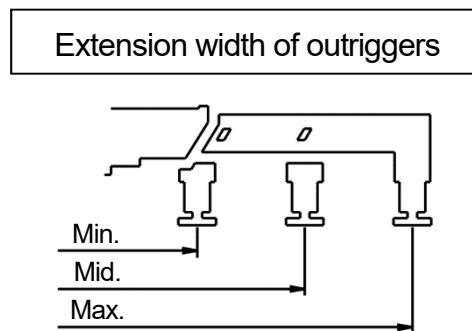 Extension width of outriggers
Min.
Mid.
Max.